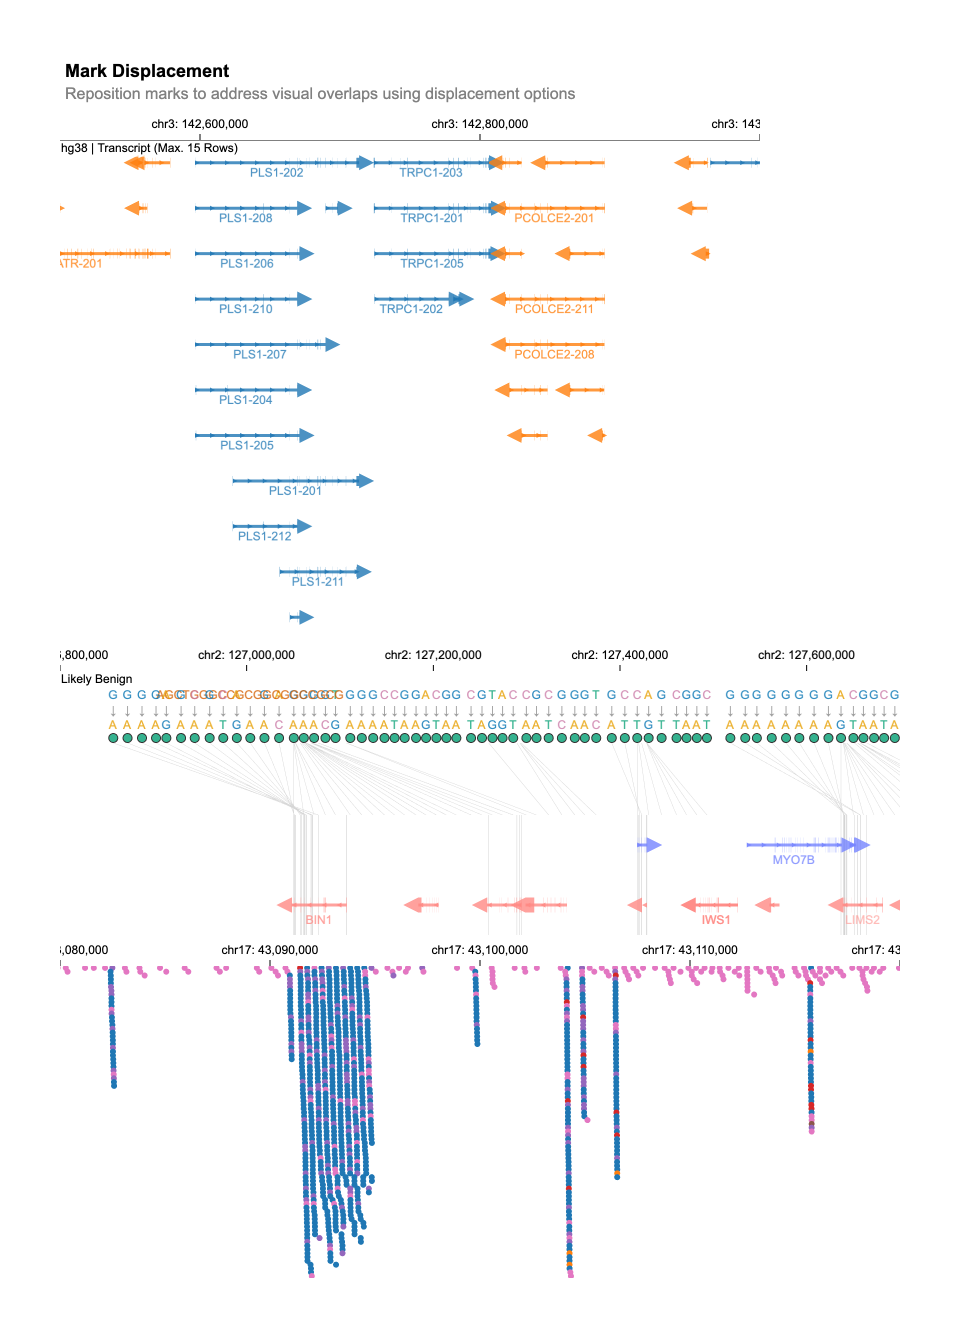 Mark Displacement
Reposition marks to address visual overlaps using displacement options
chr3: 142,600,000 chr3: 142,800,000 chr3: 143
hg38 | Transcript (Max. 15 Rows)
PLS1-202 TRPC1-203
PLS1-208 TRPC1-201 PCOLCE2-201
ATR-201 PLS1-206 TRPC1-205
PLS1-210 TRPC1-202 PCOLCE2-211
PLS1-207 PCOLCE2-208
PLS1-204
PLS1-205
PLS1-201
PLS1-212
PLS1-211
,800,000 chr2: 127,000,000 chr2: 127,200,000 chr2: 127,400,000 chr2: 127,600,000
Likely Benign
G G G G GGGCCGGACGGCGTACCGCGGGTGCCAGCGGC GGGGGGGGACGGCG
A A A A G A A A T G A A C A A A C G A A A A T A A G T A A T A G G T A A T C A A C A T T G T T A A T A A A A A A A A G T A A T A
MYO7B
BIN1 IWS1 LIMS2
,080,000 chr17: 43,090,000 chr17: 43,100,000 chr17: 43,110,000 chr17: 43